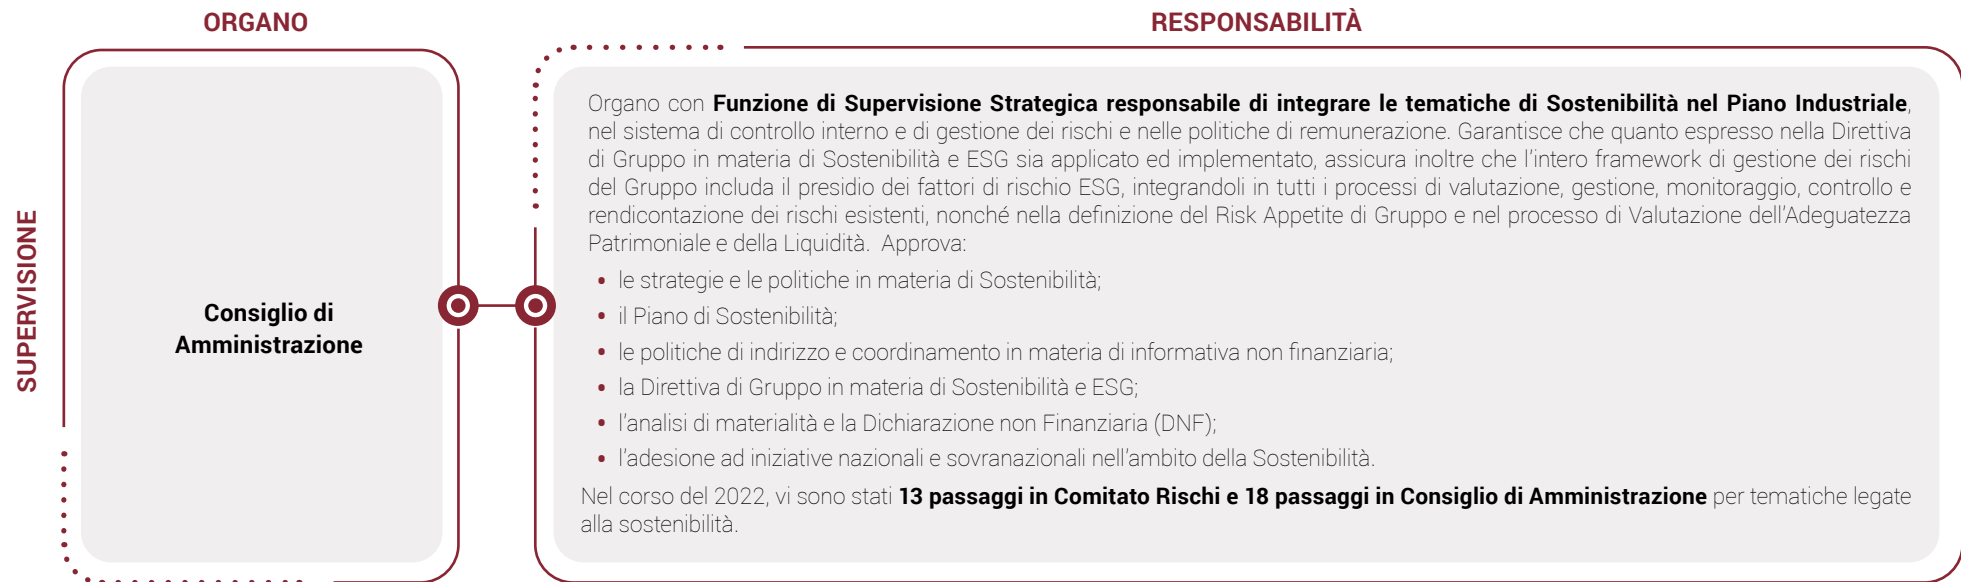 ORGANO
RESPONSABILITÀ
SUPERVISIONE
Consiglio di
Amministrazione
Organo con Funzione di Supervisione Strategica responsabile di integrare le tematiche di Sostenibilità nel Piano Industriale,
nel sistema di controllo interno e di gestione dei rischi e nelle politiche di remunerazione. Garantisce che quanto espresso nella Direttiva
di Gruppo in materia di Sostenibilità e ESG sia applicato ed implementato, assicura inoltre che l'intero framework di gestione dei rischi
del Gruppo includa il presidio dei fattori di rischio ESG, integrandoli in tutti i processi di valutazione, gestione, monitoraggio, controllo e
rendicontazione dei rischi esistenti, nonché nella definizione del Risk Appetite di Gruppo e nel processo di Valutazione dell'Adeguatezza
Patrimoniale e della Liquidità. Approva:
• le strategie e le politiche in materia di Sostenibilità;
• il Piano di Sostenibilità;
• le politiche di indirizzo e coordinamento in materia di informativa non finanziaria;
• la Direttiva di Gruppo in materia di Sostenibilità e ESG;
• l'analisi di materialità e la Dichiarazione non Finanziaria (DNF);
• l'adesione ad iniziative nazionali e sovranazionali nell'ambito della Sostenibilità.
Nel corso del 2022, vi sono stati 13 passaggi in Comitato Rischi e 18 passaggi in Consiglio di Amministrazione per tematiche legate
alla sostenibilità.